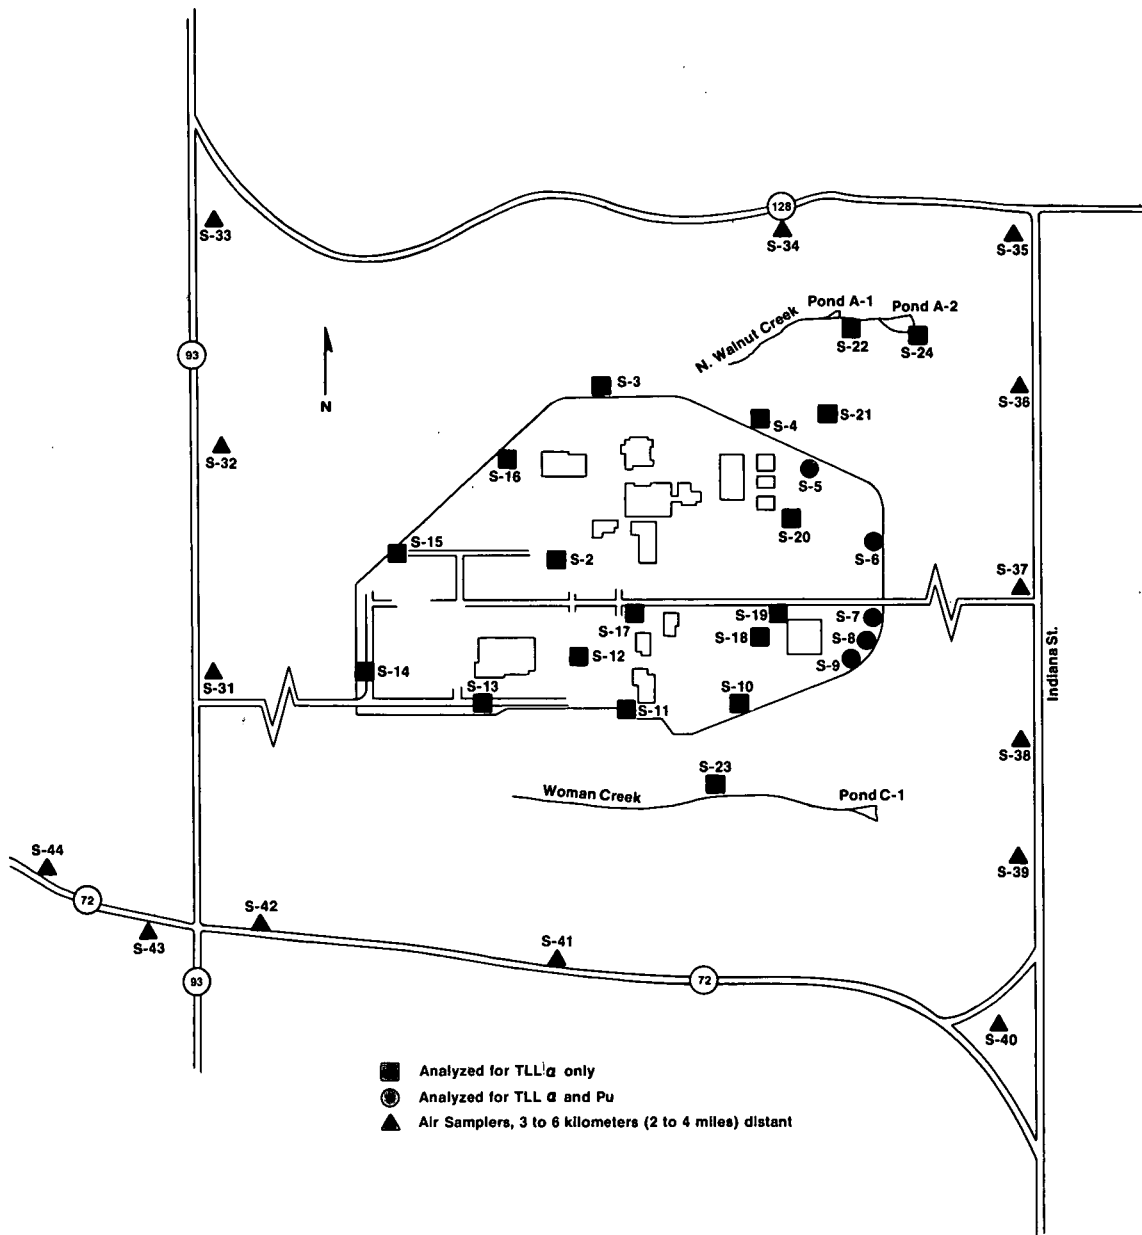 128
S-33
S-34
S-35
Pond A-1
Pond A-2
N. Walnut Creek
S-22
S-24
93
N
S-3
S-36
S-4
S-21
S-32
S-16
S-5
S-20
S-15
S-2
S-6
S-37
S-17
S-19
S-7
S-18
S-8
S-12
S-9
S-31
S-14
S-13
S-10
S-11
Indiana St.
S-38
S-23
Woman Creek
Pond C-1
S-44
S-39
72
S-42
S-43
S-41
93
72
S-40
Analyzed for TLL α only
Analyzed for TLL α and Pu
Air Samplers, 3 to 6 kilometers (2 to 4 miles) distant